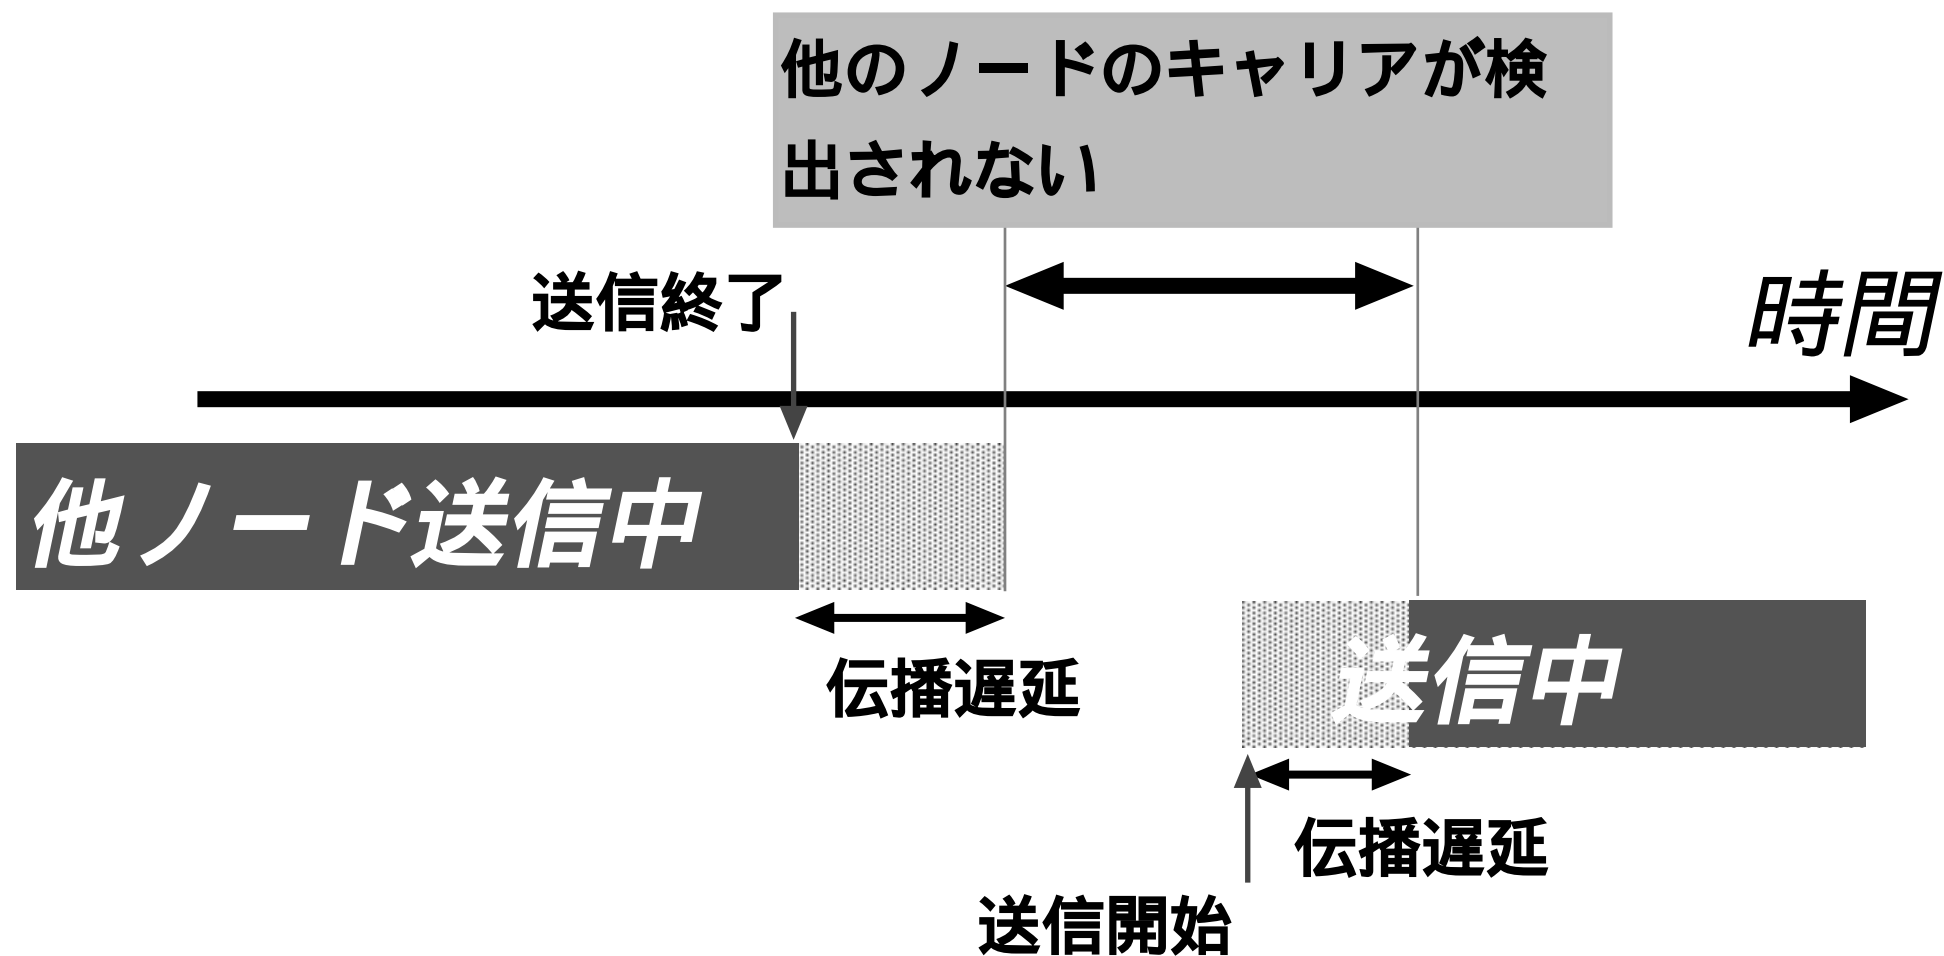 他のノードのキャリアが検
出されない
送信終了
時間
他ノード送信中
伝播遅延
送信中
伝播遅延
送信開始